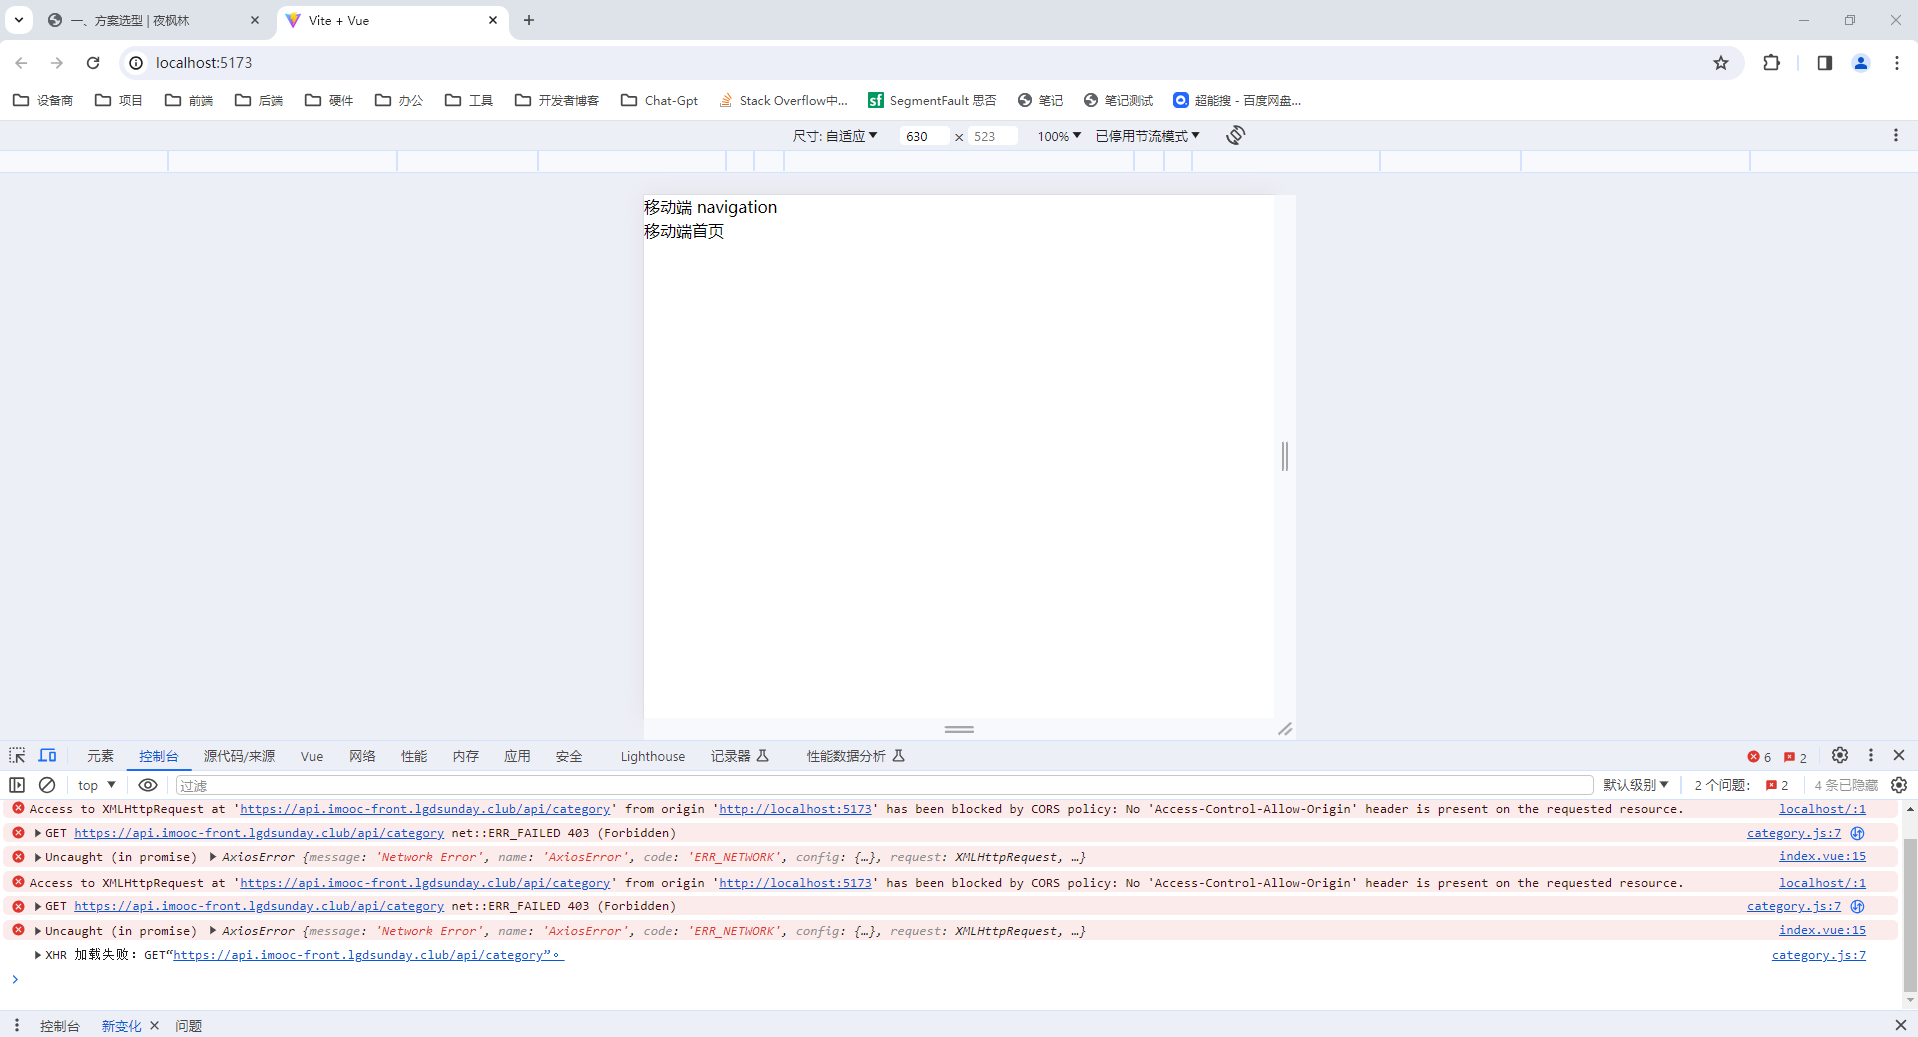 一、方案选型 | 夜枫林
Vite + Vue
localhost:5173
设备商 项目 前端 后端 硬件 办公 工具 开发者博客 Chat-Gpt Stack Overflow中... SegmentFault 思否 笔记 笔记测试 超能搜 - 百度网盘...
尺寸: 自适应 630 × 523 100% 已停用节流模式
移动端 navigation
移动端首页
元素 控制台 源代码/来源 Vue 网络 性能 内存 应用 安全 Lighthouse 记录器 性能数据分析 6 2
top 过滤 默认级别 2 个问题: 2 4 条已隐藏
Access to XMLHttpRequest at 'https://api.imooc-front.lgdsunday.club/api/category' from origin 'http://localhost:5173' has been blocked by CORS policy: No 'Access-Control-Allow-Origin' header is present on the requested resource. localhost/:1
GET https://api.imooc-front.lgdsunday.club/api/category net::ERR_FAILED 403 (Forbidden) category.js:7
Uncaught (in promise) AxiosError {message: 'Network Error', name: 'AxiosError', code: 'ERR_NETWORK', config: {…}, request: XMLHttpRequest, …} index.vue:15
Access to XMLHttpRequest at 'https://api.imooc-front.lgdsunday.club/api/category' from origin 'http://localhost:5173' has been blocked by CORS policy: No 'Access-Control-Allow-Origin' header is present on the requested resource. localhost/:1
GET https://api.imooc-front.lgdsunday.club/api/category net::ERR_FAILED 403 (Forbidden) category.js:7
Uncaught (in promise) AxiosError {message: 'Network Error', name: 'AxiosError', code: 'ERR_NETWORK', config: {…}, request: XMLHttpRequest, …} index.vue:15
XHR 加载失败: GET“https://api.imooc-front.lgdsunday.club/api/category”。 category.js:7
控制台 新变化 问题